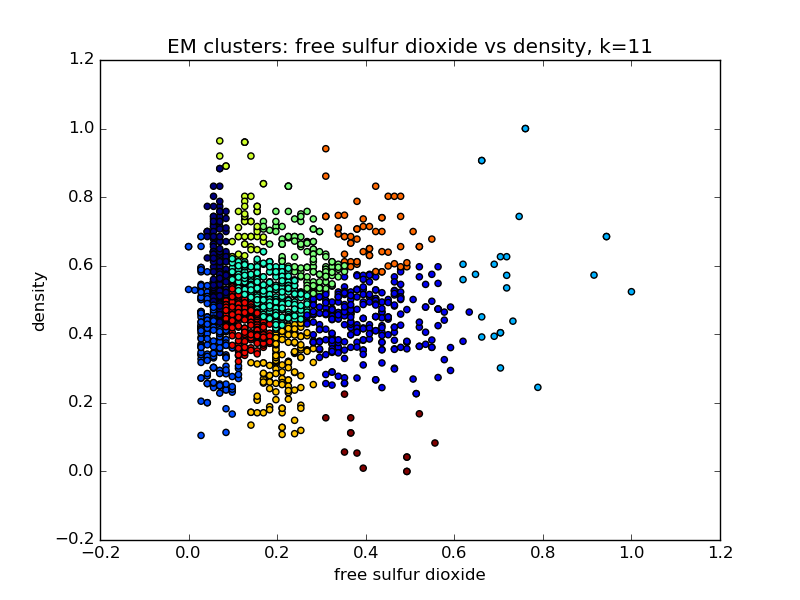 EM clusters: free sulfur dioxide vs density, k=11
1.2
1.0
0.8
0.6
0.4
0.2
0.0
−0.2
density
−0.2 0.0 0.2 0.4 0.6 0.8 1.0 1.2
free sulfur dioxide